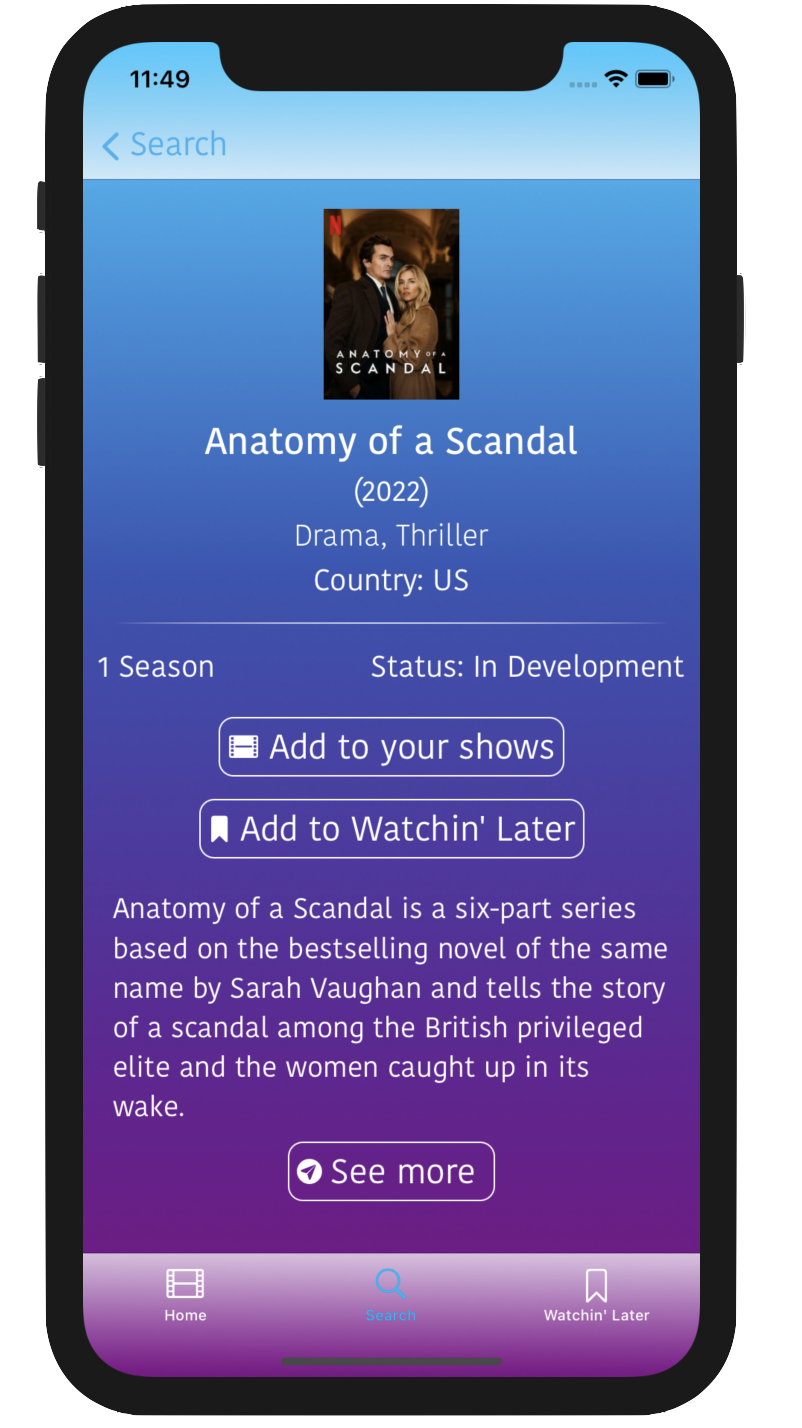 11:49
Search
N
ANATOMY OF A
SCANDAL
Anatomy of a Scandal
(2022)
Drama, Thriller
Country: US
1 Season
Status: In Development
Add to your shows
Add to Watchin' Later
Anatomy of a Scandal is a six-part series
based on the bestselling novel of the same
name by Sarah Vaughan and tells the story
of a scandal among the British privileged
elite and the women caught up in its
wake.
See more
Home
Search
Watchin' Later